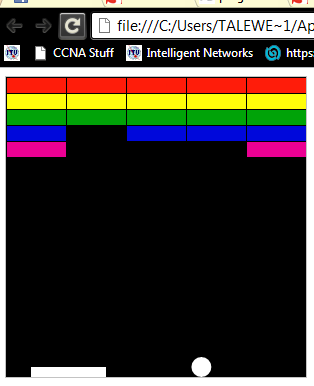 file:///C:/Users/TALEWE~1/Ap
CCNA Stuff Intelligent Networks https